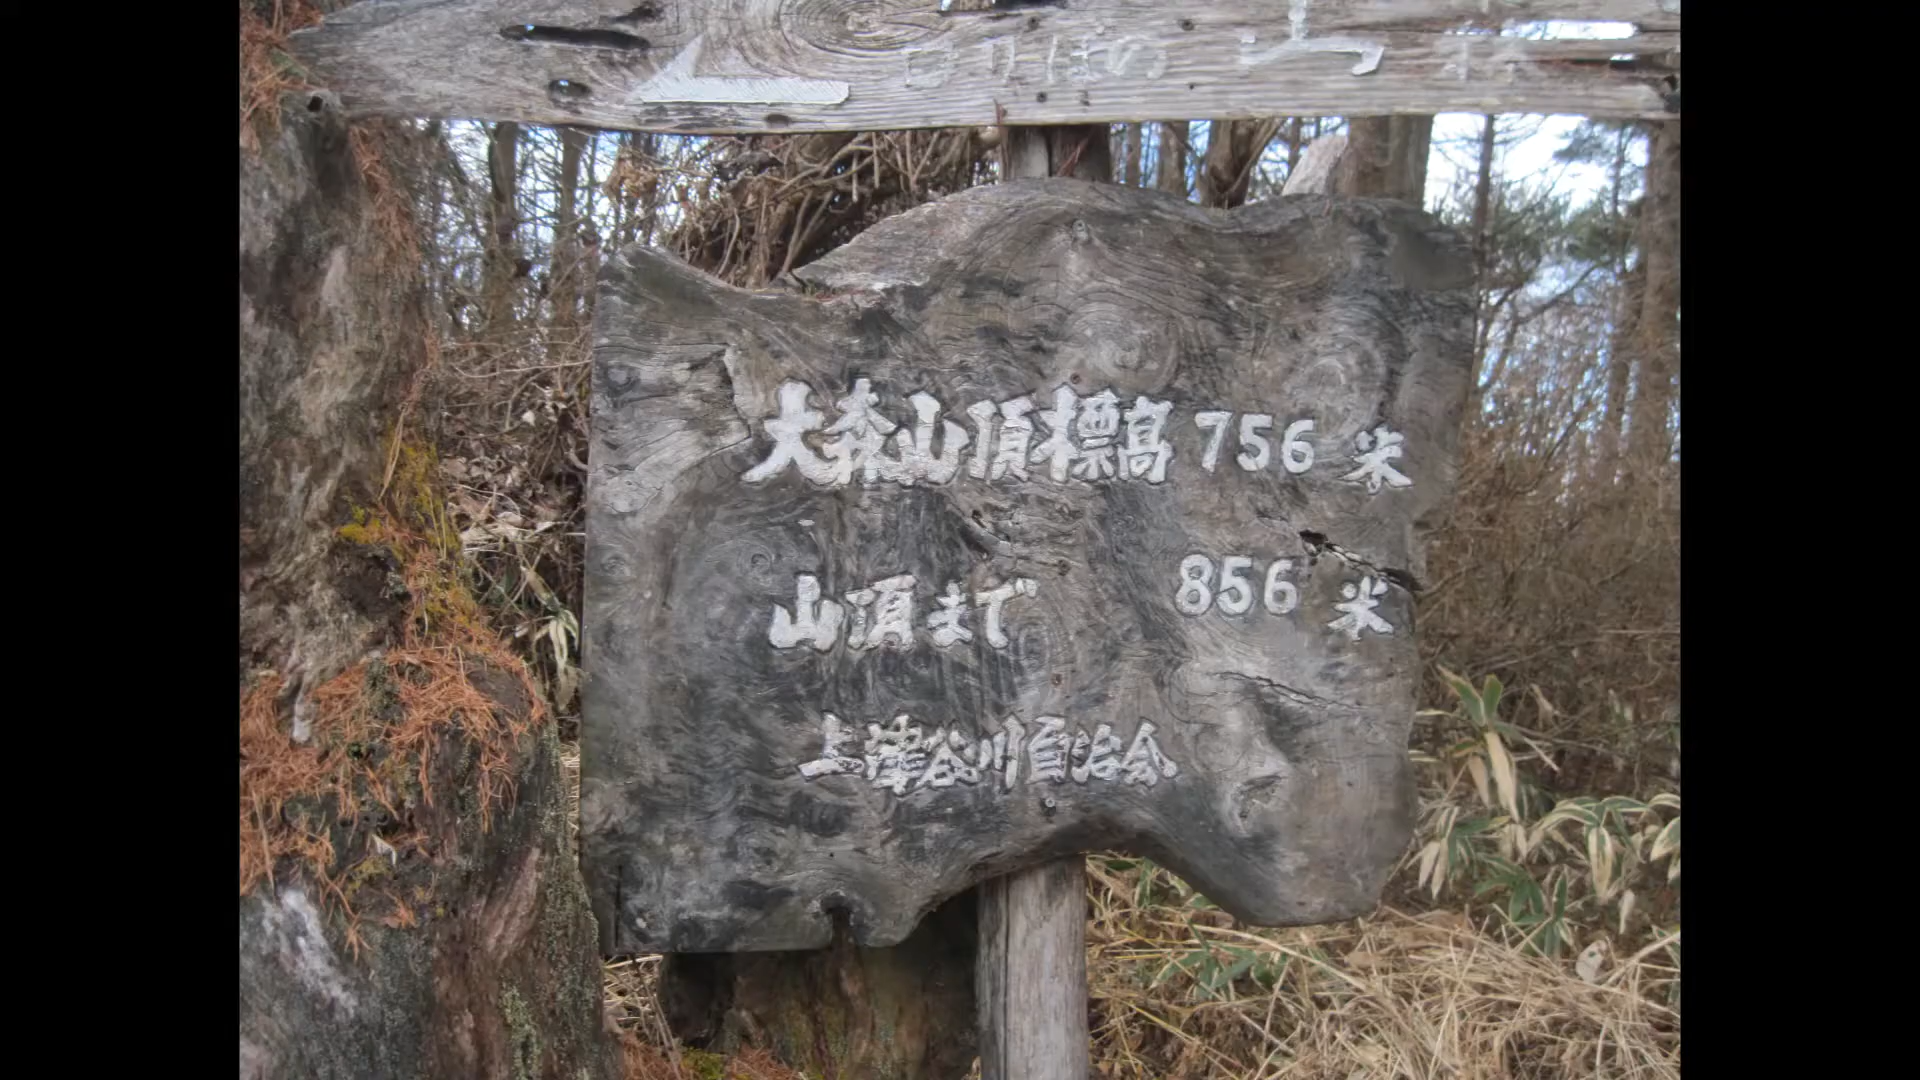 大森山頂標高 756 米
山頂まで 856 米
上津谷川自治会